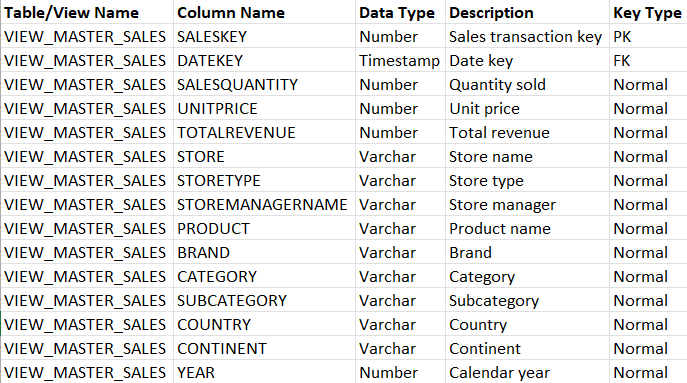 Table/View Name Column Name Data Type Description Key Type
VIEW_MASTER_SALES SALESKEY Number Sales transaction key PK
VIEW_MASTER_SALES DATEKEY Timestamp Date key FK
VIEW_MASTER_SALES SALESQUANTITY Number Quantity sold Normal
VIEW_MASTER_SALES UNITPRICE Number Unit price Normal
VIEW_MASTER_SALES TOTALREVENUE Number Total revenue Normal
VIEW_MASTER_SALES STORE Varchar Store name Normal
VIEW_MASTER_SALES STORETYPE Varchar Store type Normal
VIEW_MASTER_SALES STOREMANAGERNAME Varchar Store manager Normal
VIEW_MASTER_SALES PRODUCT Varchar Product name Normal
VIEW_MASTER_SALES BRAND Varchar Brand Normal
VIEW_MASTER_SALES CATEGORY Varchar Category Normal
VIEW_MASTER_SALES SUBCATEGORY Varchar Subcategory Normal
VIEW_MASTER_SALES COUNTRY Varchar Country Normal
VIEW_MASTER_SALES CONTINENT Varchar Continent Normal
VIEW_MASTER_SALES YEAR Number Calendar year Normal